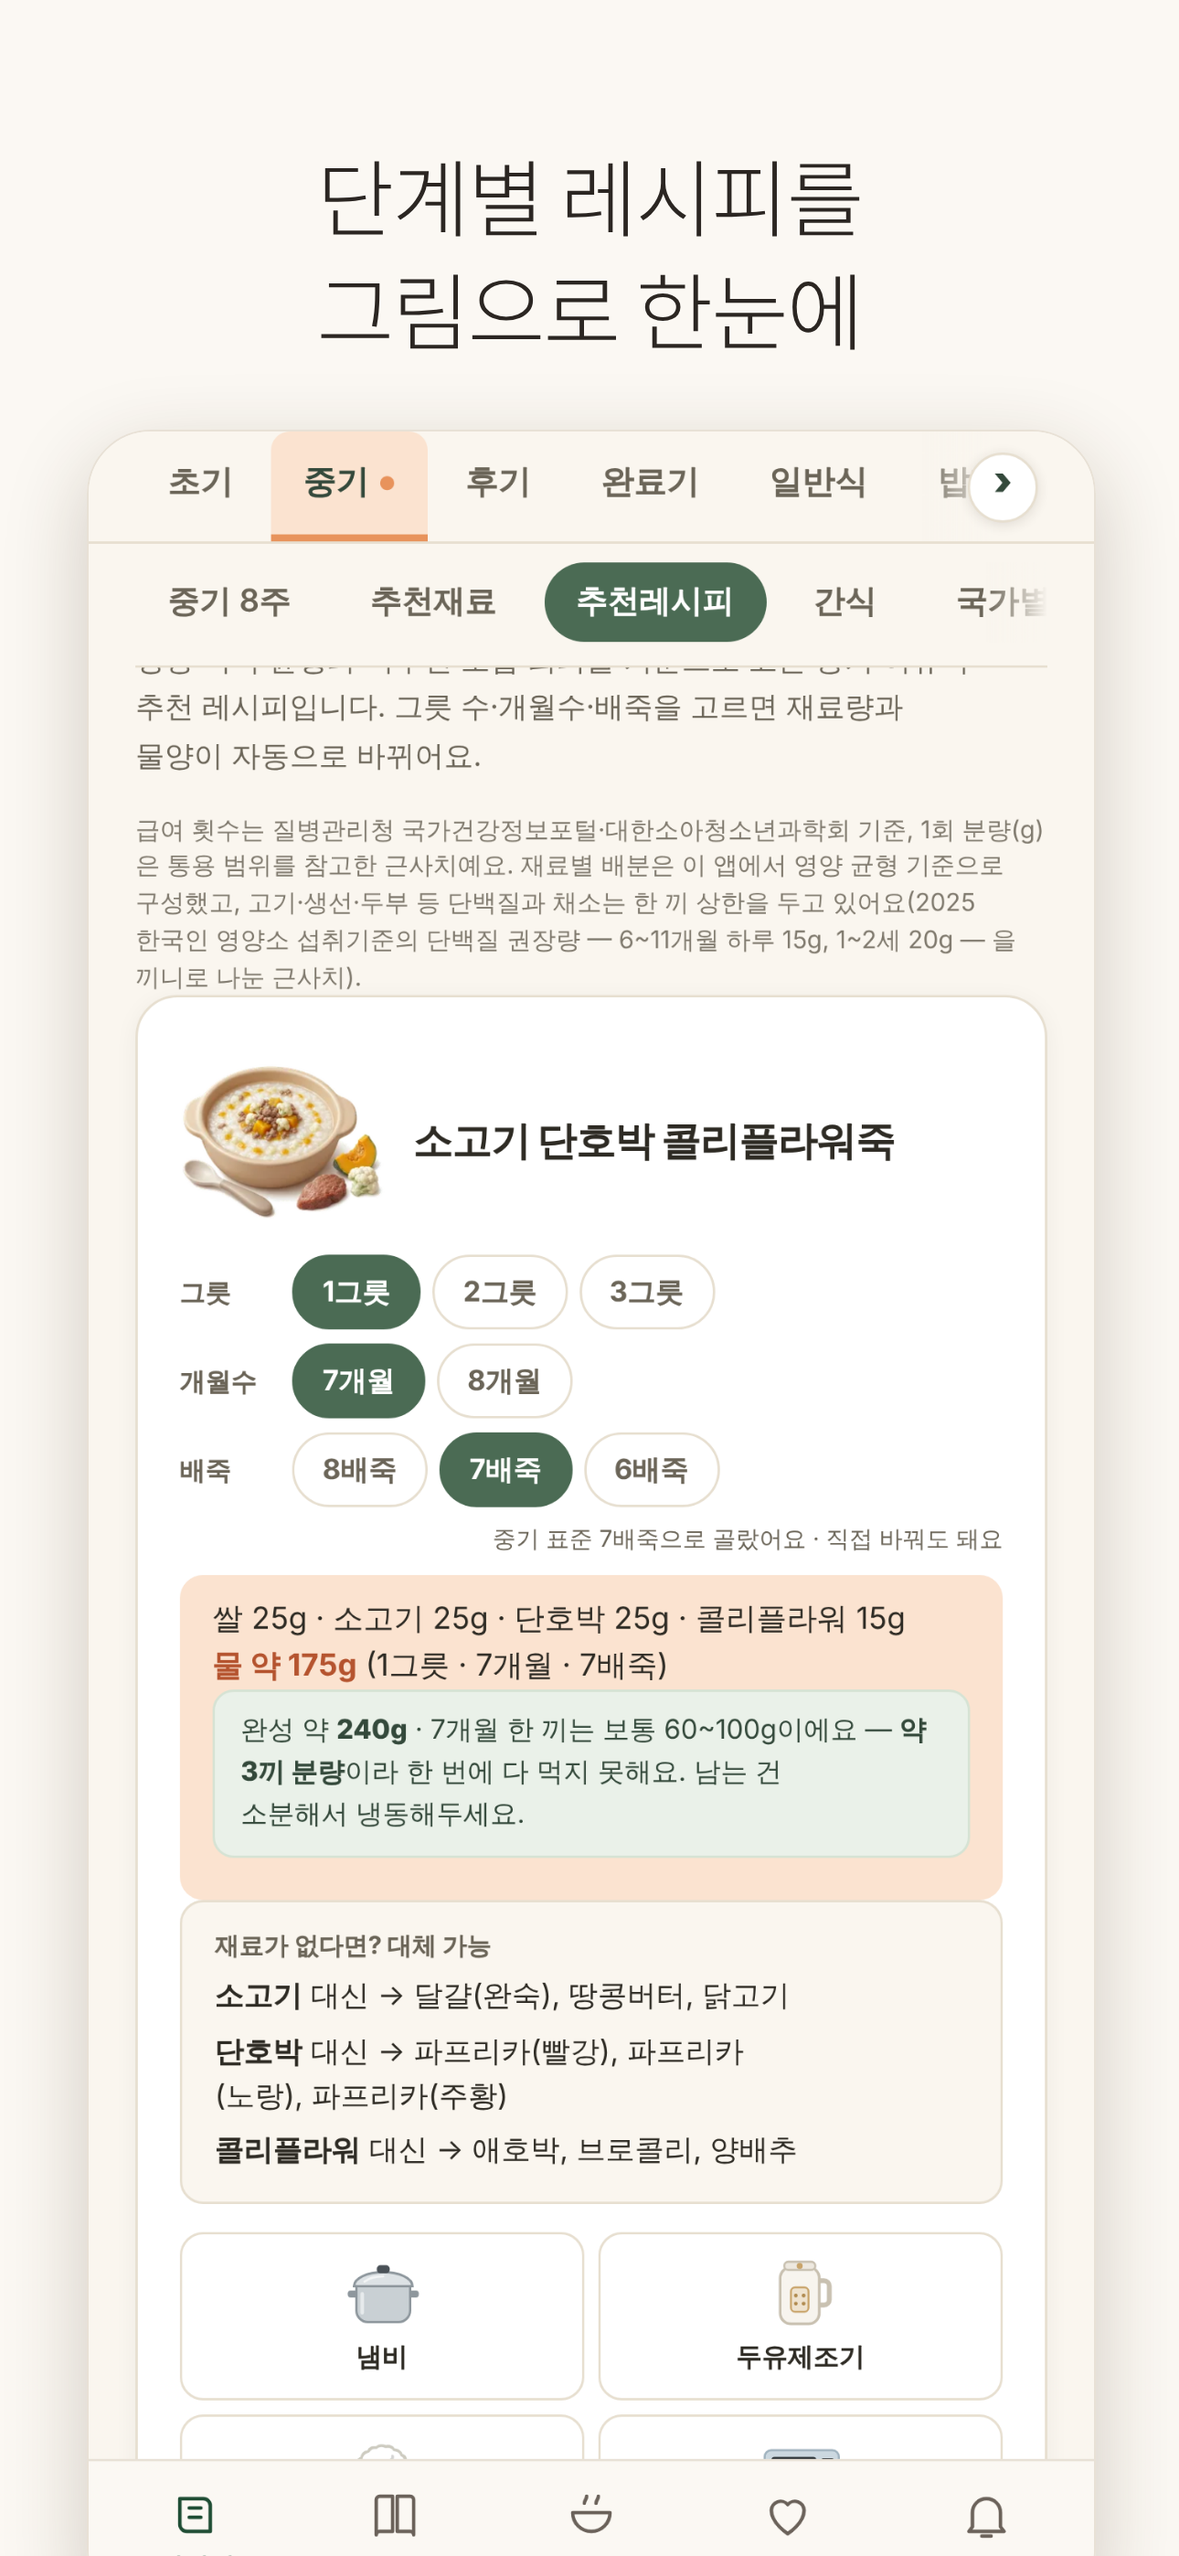 단계별 레시피를
그림으로 한눈에
초기 중기 후기 완료기 일반식 밥
중기 8주 추천재료 추천레시피 간식 국가별
추천 레시피입니다. 그릇 수·개월수·배죽을 고르면 재료량과
물양이 자동으로 바뀌어요.
급여 횟수는 질병관리청 국가건강정보포털·대한소아청소년과학회 기준, 1회 분량(g)
은 통용 범위를 참고한 근사치예요. 재료별 배분은 이 앱에서 영양 균형 기준으로
구성했고, 고기·생선·두부 등 단백질과 채소는 한 끼 상한을 두고 있어요(2025
한국인 영양소 섭취기준의 단백질 권장량 — 6~11개월 하루 15g, 1~2세 20g — 을
끼니로 나눈 근사치).
소고기 단호박 콜리플라워죽
그릇 1그릇 2그릇 3그릇
개월수 7개월 8개월
배죽 8배죽 7배죽 6배죽
중기 표준 7배죽으로 골랐어요 · 직접 바꿔도 돼요
쌀 25g · 소고기 25g · 단호박 25g · 콜리플라워 15g
물 약 175g (1그릇 · 7개월 · 7배죽)
완성 약 240g · 7개월 한 끼는 보통 60~100g이에요 — 약
3끼 분량이라 한 번에 다 먹지 못해요. 남는 건
소분해서 냉동해두세요.
재료가 없다면? 대체 가능
소고기 대신 → 달걀(완숙), 땅콩버터, 닭고기
단호박 대신 → 파프리카(빨강), 파프리카
(노랑), 파프리카(주황)
콜리플라워 대신 → 애호박, 브로콜리, 양배추
냄비 두유제조기